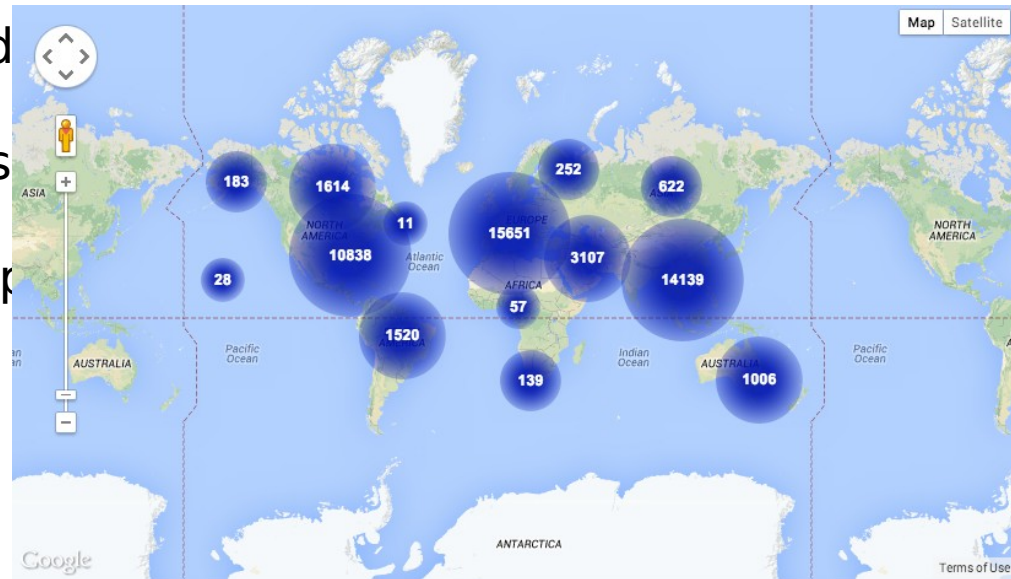 d
s
p
Map Satellite
ASIA
183
1614
252
622
11
NORTH
AMERICA
EUROPE
15651
NORTH
AMERICA
10838
3107
14139
Atlantic
Ocean
28
AFRICA
57
1520
Pacific
Ocean
Indian
Ocean
Pacific
Ocean
AUSTRALIA
AUSTRALIA
139
1006
ANTARCTICA
Google
Terms of Use